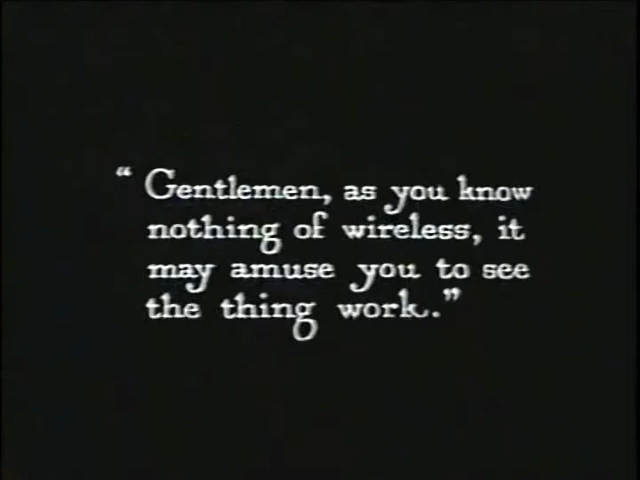 “ Gentlemen, as you know
nothing of wireless, it
may amuse you to see
the thing work.”